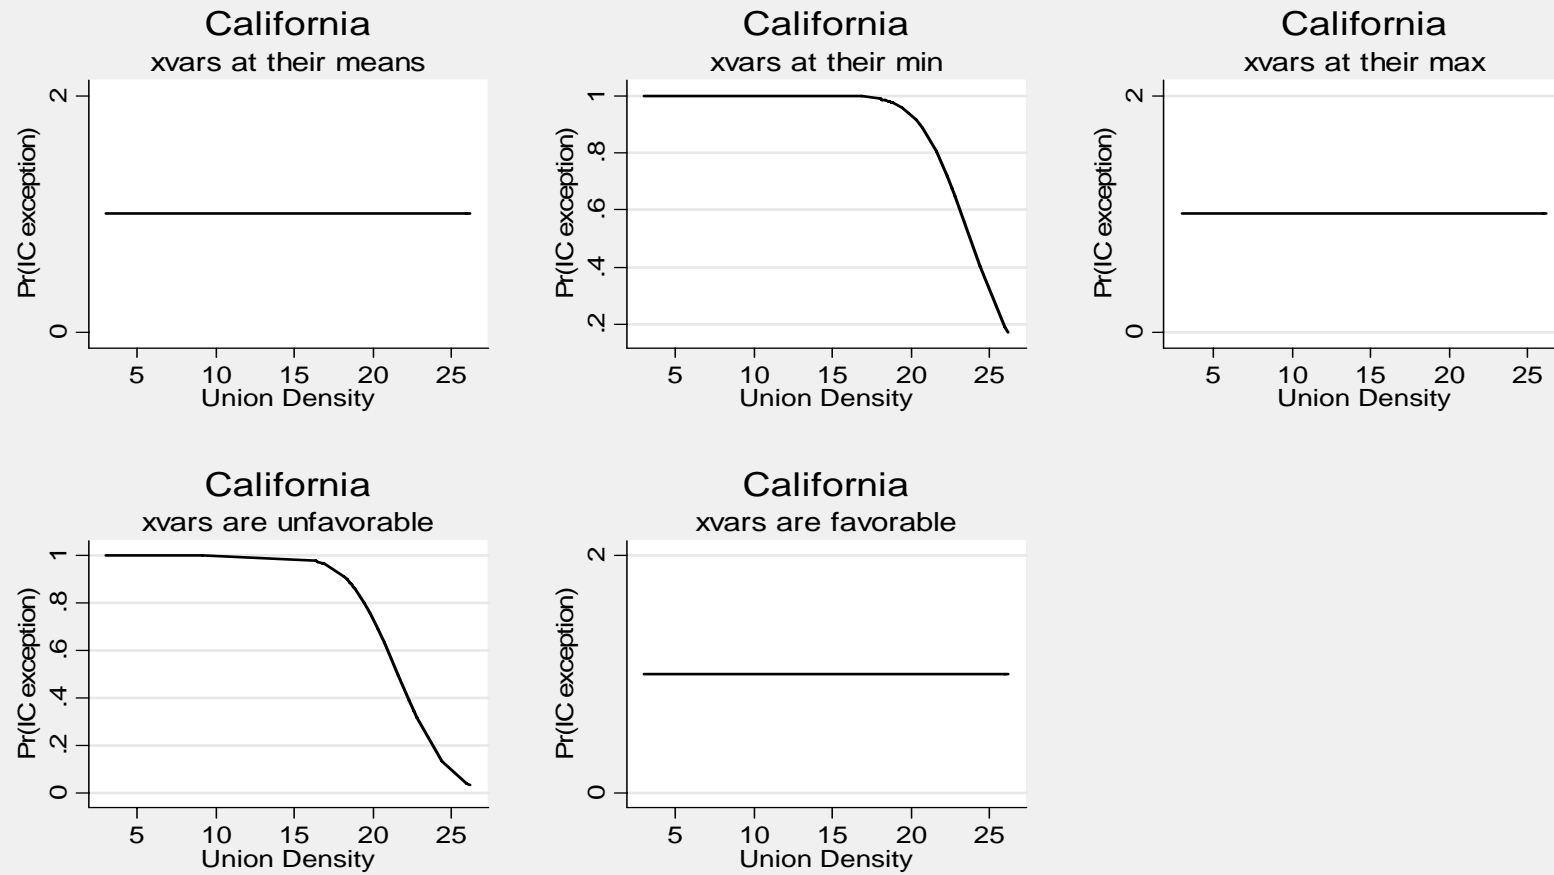 California
xvars at their means
Pr(IC exception)
2
0
5 10 15 20 25
Union Density
California
xvars at their min
Pr(IC exception)
1
.8
.6
.4
.2
5 10 15 20 25
Union Density
California
xvars at their max
Pr(IC exception)
2
0
5 10 15 20 25
Union Density
California
xvars are unfavorable
Pr(IC exception)
1
.8
.6
.4
.2
0
5 10 15 20 25
Union Density
California
xvars are favorable
Pr(IC exception)
2
0
5 10 15 20 25
Union Density